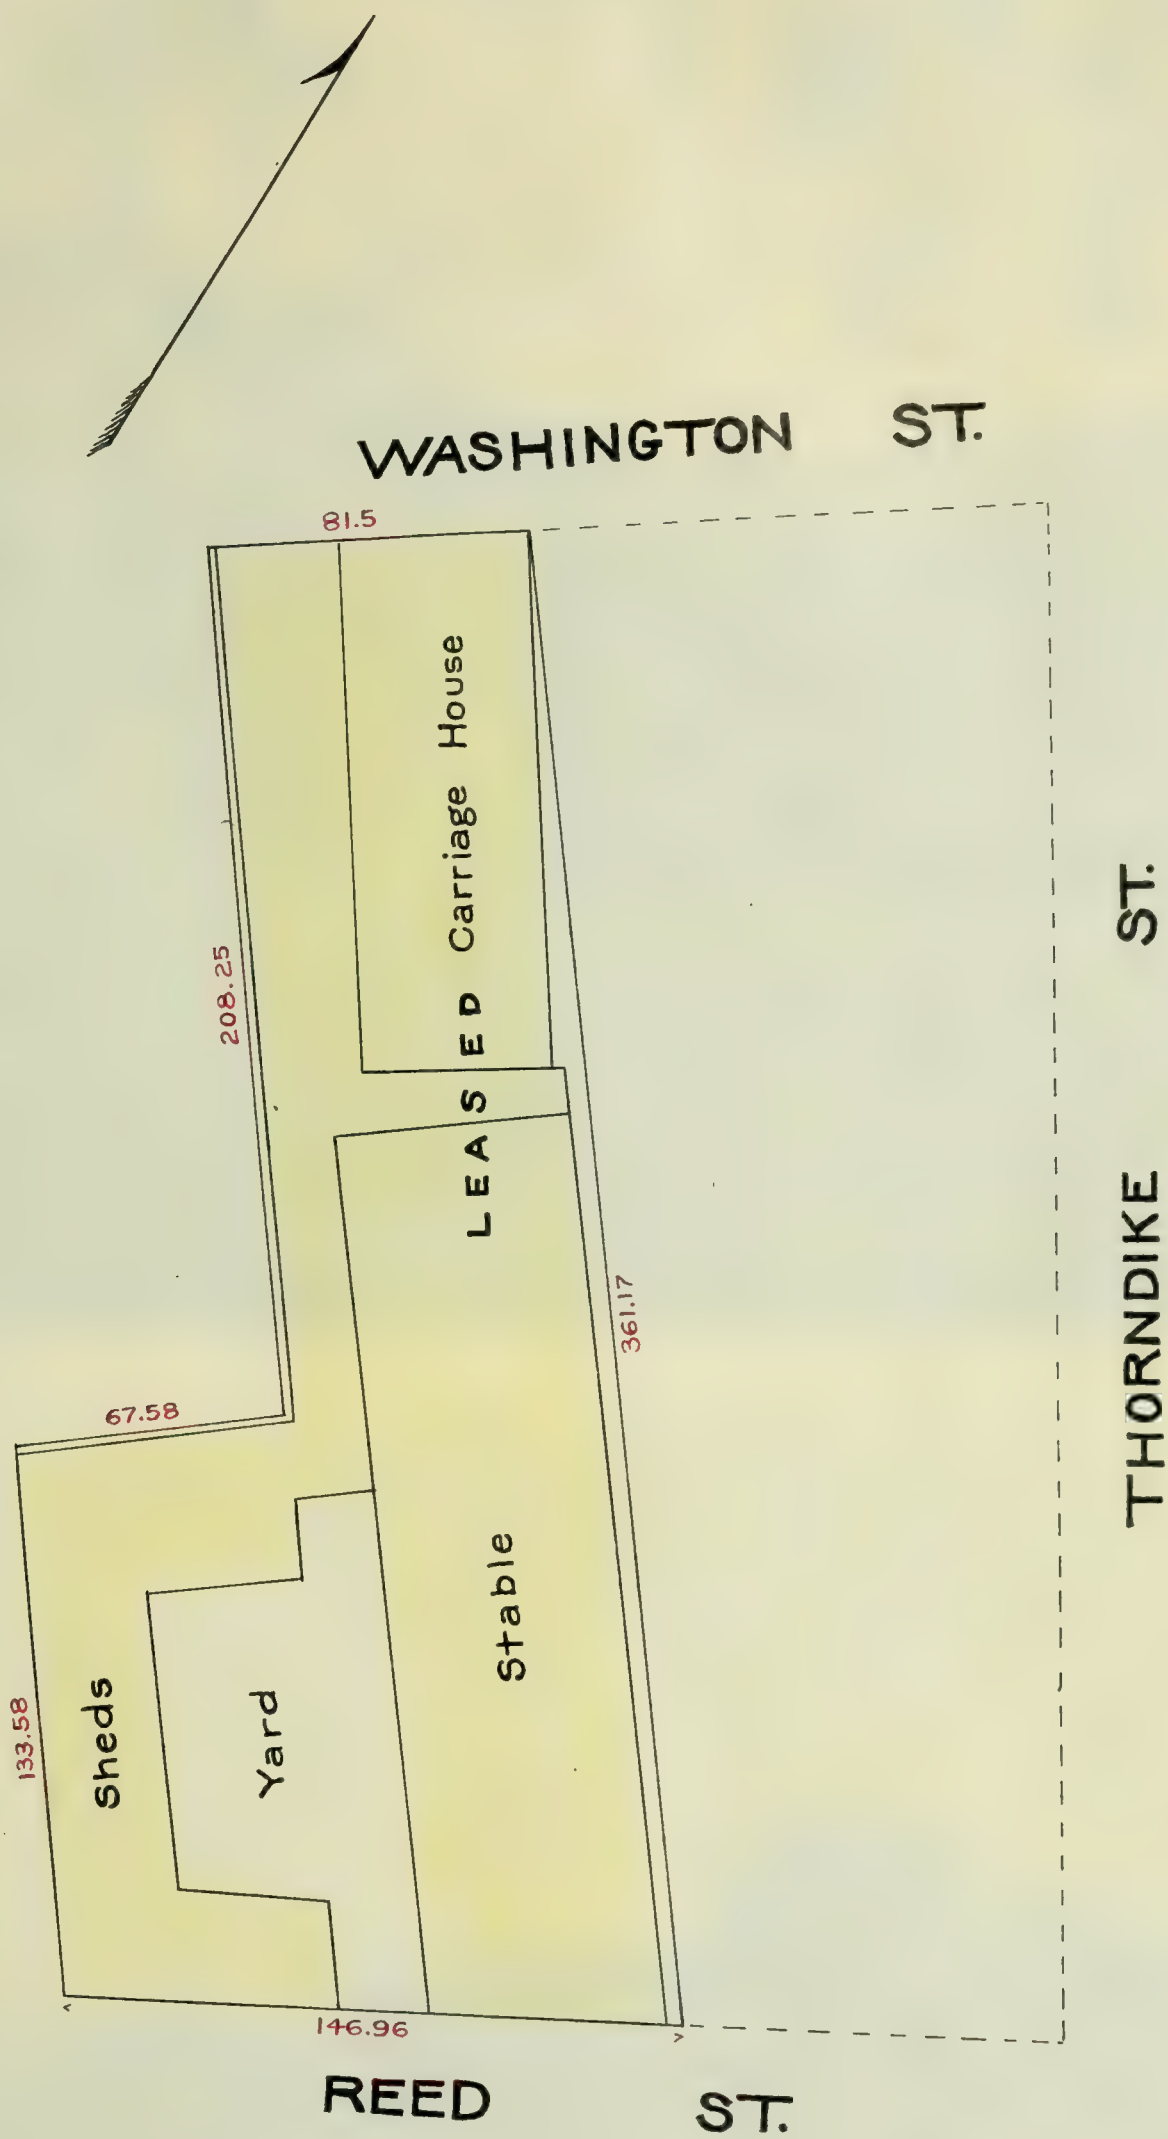 WASHINGTON ST.
81.5
Carriage House
LEASED
208.25
THORNDIKE ST.
361.17
67.58
Stable
Sheds
Yard
133.58
146.96
REED ST.